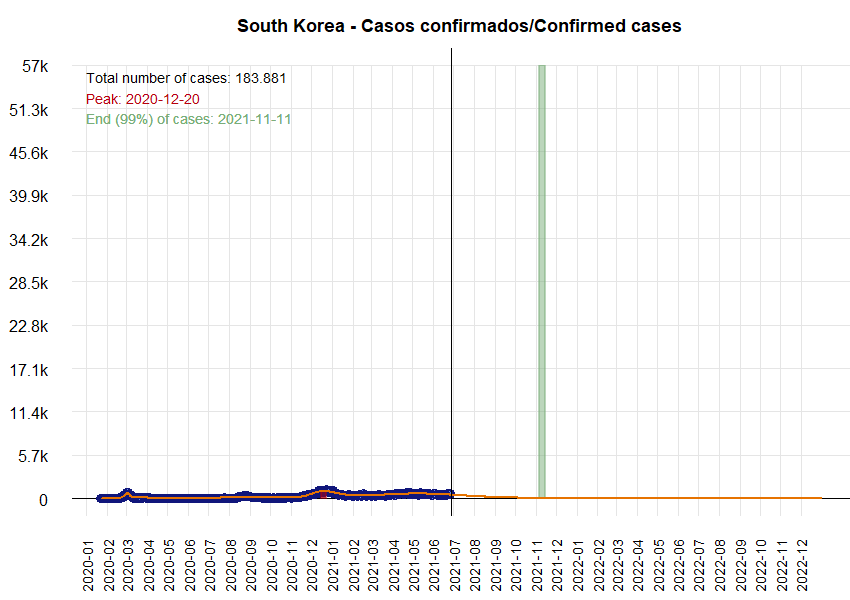 South Korea - Casos confirmados/Confirmed cases
57k
Total number of cases: 183.881
Peak: 2020-12-20
End (99%) of cases: 2021-11-11
51.3k
45.6k
39.9k
34.2k
28.5k
22.8k
17.1k
11.4k
5.7k
0
2020-01
2020-02
2020-03
2020-04
2020-05
2020-06
2020-07
2020-08
2020-09
2020-10
2020-11
2020-12
2021-01
2021-02
2021-03
2021-04
2021-05
2021-06
2021-07
2021-08
2021-09
2021-10
2021-11
2021-12
2022-01
2022-02
2022-03
2022-04
2022-05
2022-06
2022-07
2022-08
2022-09
2022-10
2022-11
2022-12